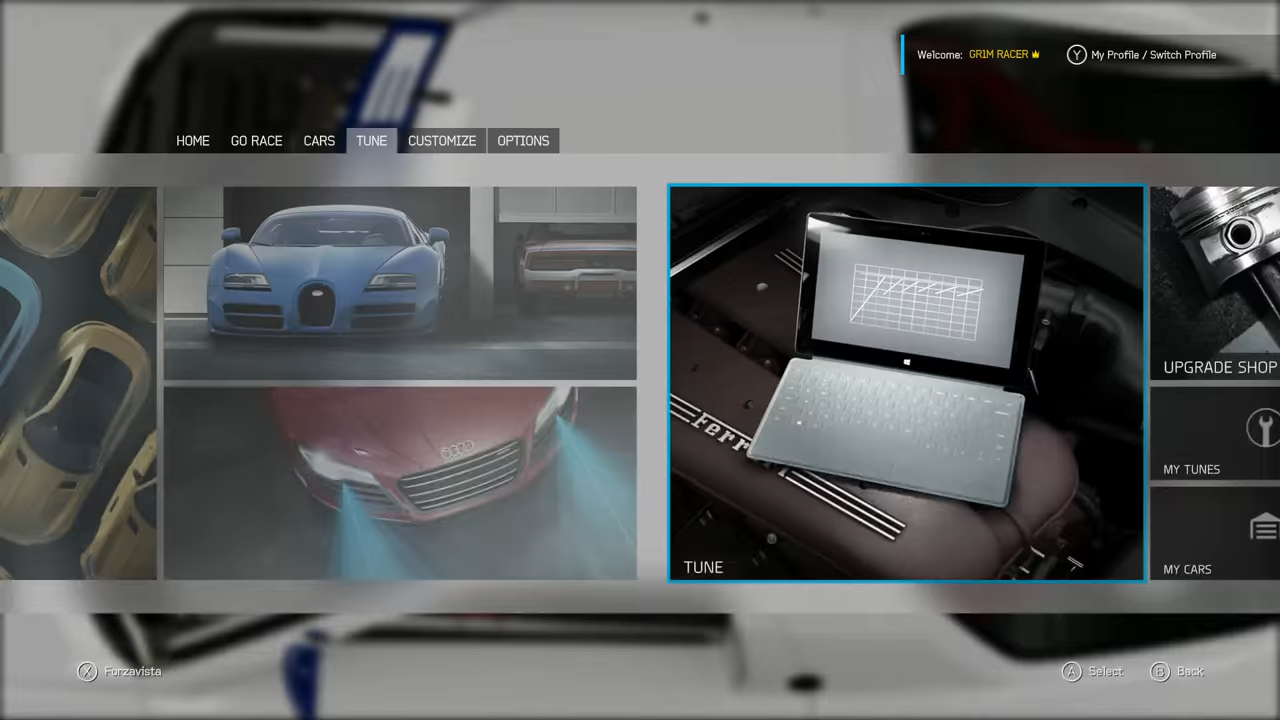 Welcome: GR1M RACER
Y My Profile / Switch Profile
HOME GO RACE CARS TUNE CUSTOMIZE OPTIONS
Ferr
TUNE
UPGRADE SHOP
MY TUNES
MY CARS
X Forzavista
A Select B Back